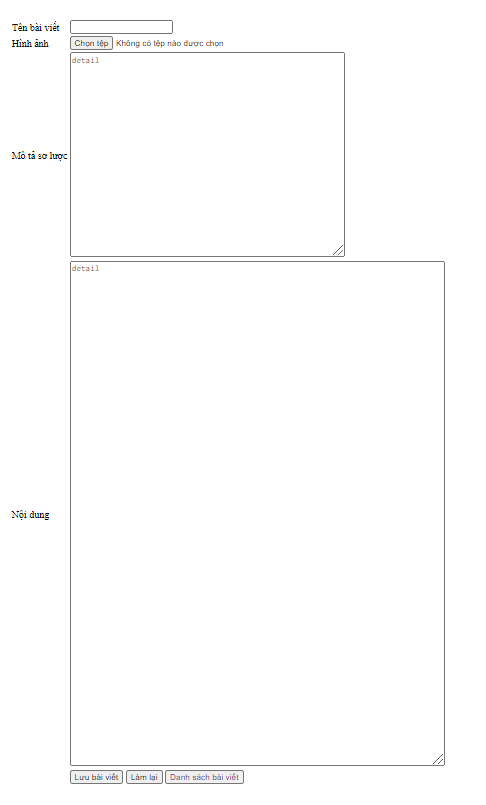 Tên bài viết
Hình ảnh Chọn tệp Không có tệp nào được chọn
detail
Mô tả sơ lược
detail
Nội dung
Lưu bài viết Làm lại Danh sách bài viết